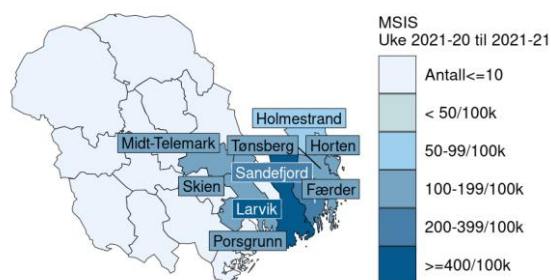 MSIS
Uke 2021-20 til 2021-21
Antall<=10
< 50/100k
50-99/100k
100-199/100k
200-399/100k
>=400/100k
Holmestrand
Midt-Telemark
Tønsberg
Horten
Sandefjord
Skien
Færder
Larvik
Porsgrunn